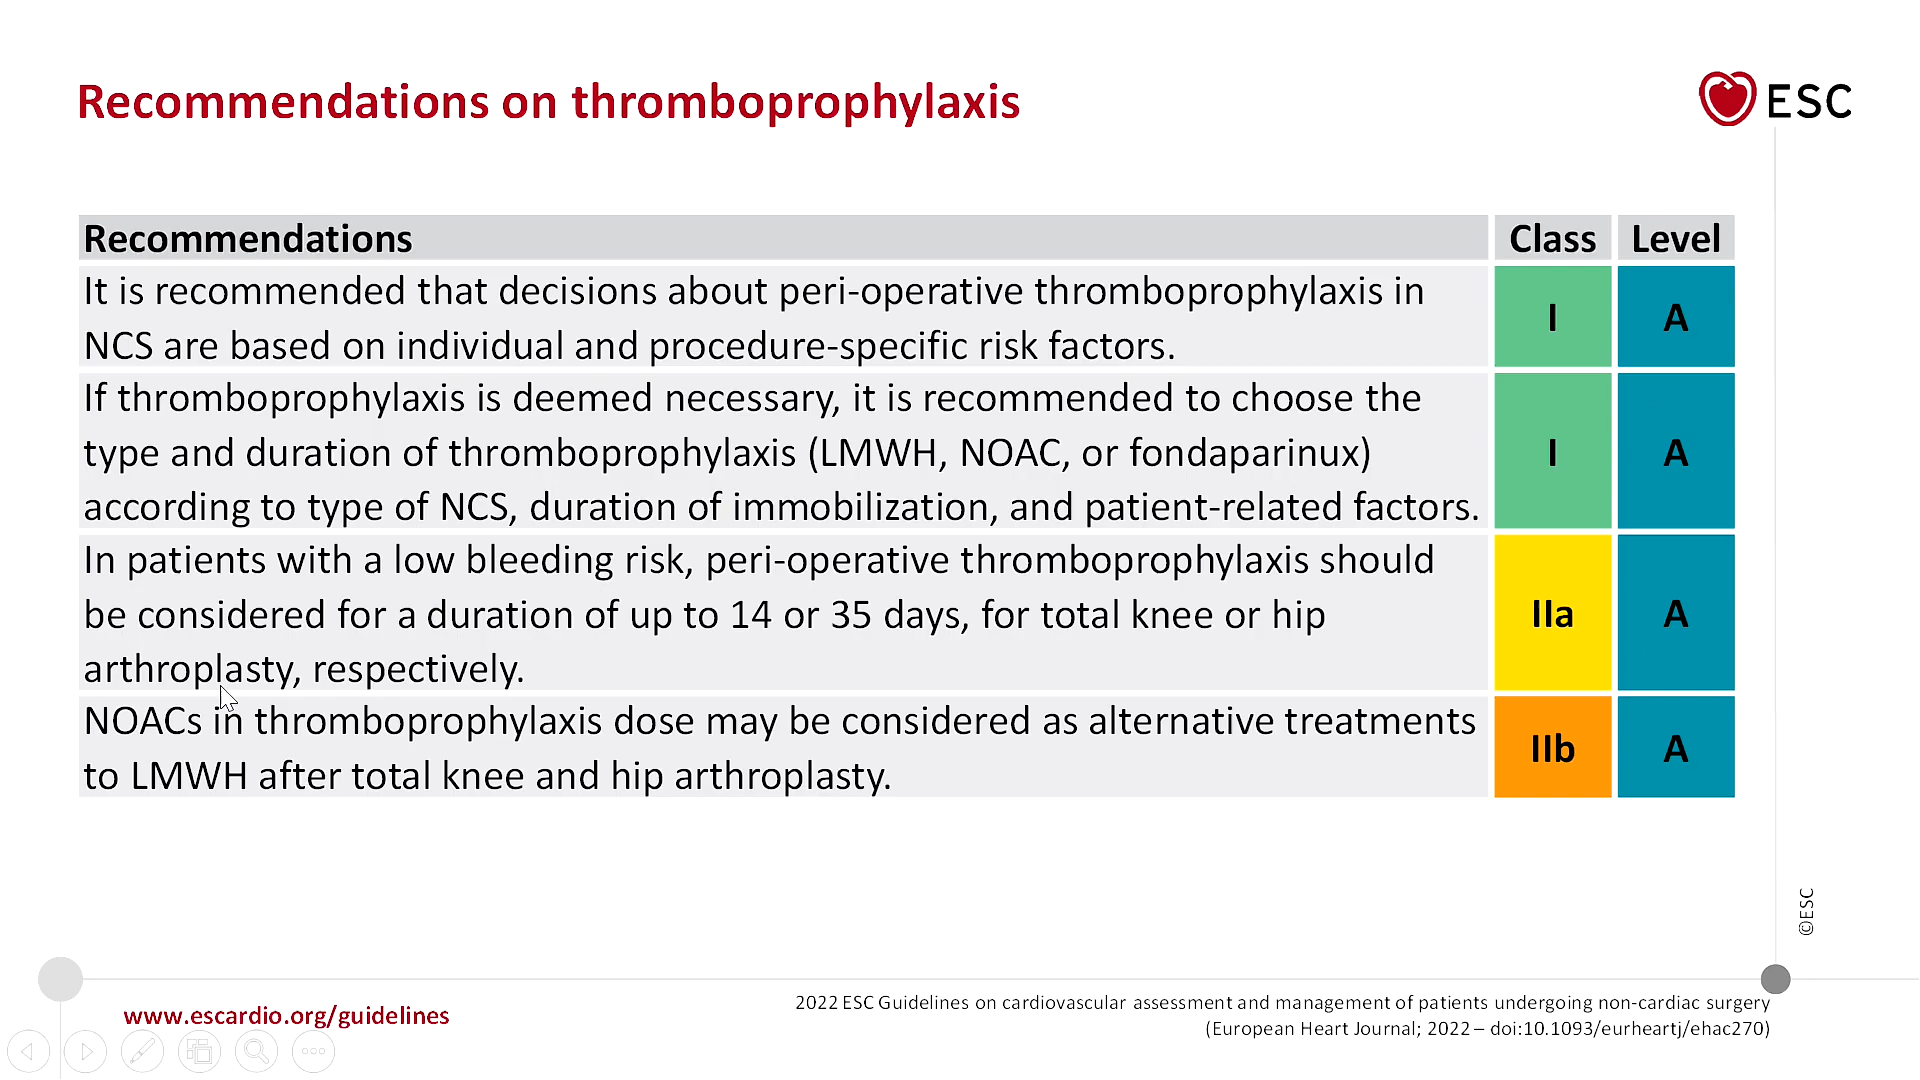 Recommendations on thromboprophylaxis
ESC
Recommendations Class Level
It is recommended that decisions about peri-operative thromboprophylaxis in
NCS are based on individual and procedure-specific risk factors.
I A
If thromboprophylaxis is deemed necessary, it is recommended to choose the
type and duration of thromboprophylaxis (LMWH, NOAC, or fondaparinux)
according to type of NCS, duration of immobilization, and patient-related factors.
I A
In patients with a low bleeding risk, peri-operative thromboprophylaxis should
be considered for a duration of up to 14 or 35 days, for total knee or hip
arthroplasty, respectively.
IIa A
NOACs in thromboprophylaxis dose may be considered as alternative treatments
to LMWH after total knee and hip arthroplasty.
IIb A
©ESC
www.escardio.org/guidelines
2022 ESC Guidelines on cardiovascular assessment and management of patients undergoing non-cardiac surgery
(European Heart Journal; 2022 – doi:10.1093/eurheartj/ehac270)